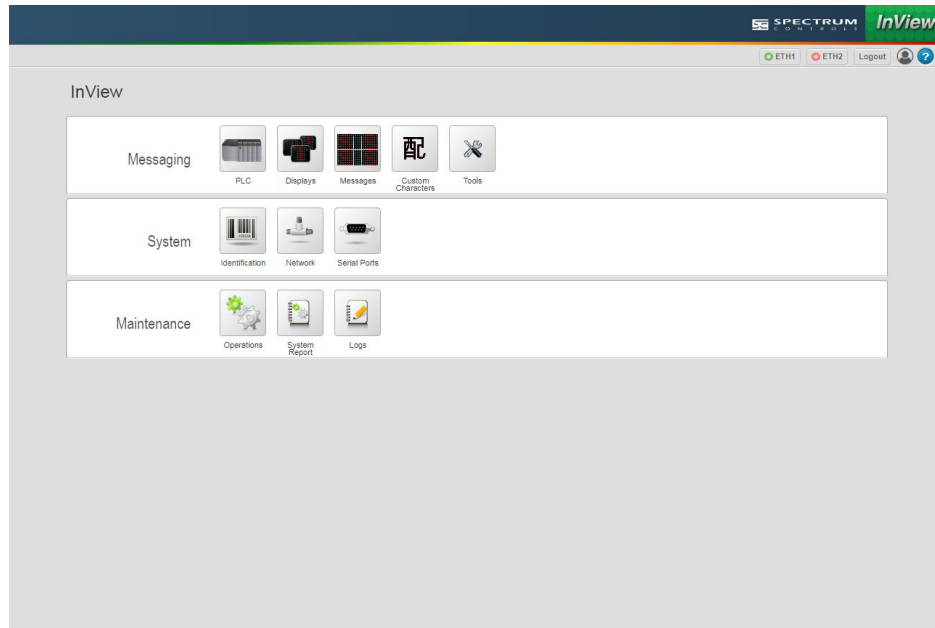 SPECTRUM
CONTROLS
InView
ETH1 ETH2 Logout ?
InView
Messaging
配
PLC Displays Messages Custom Characters Tools
System
Identification Network Serial Ports
Maintenance
Operations System Report Logs